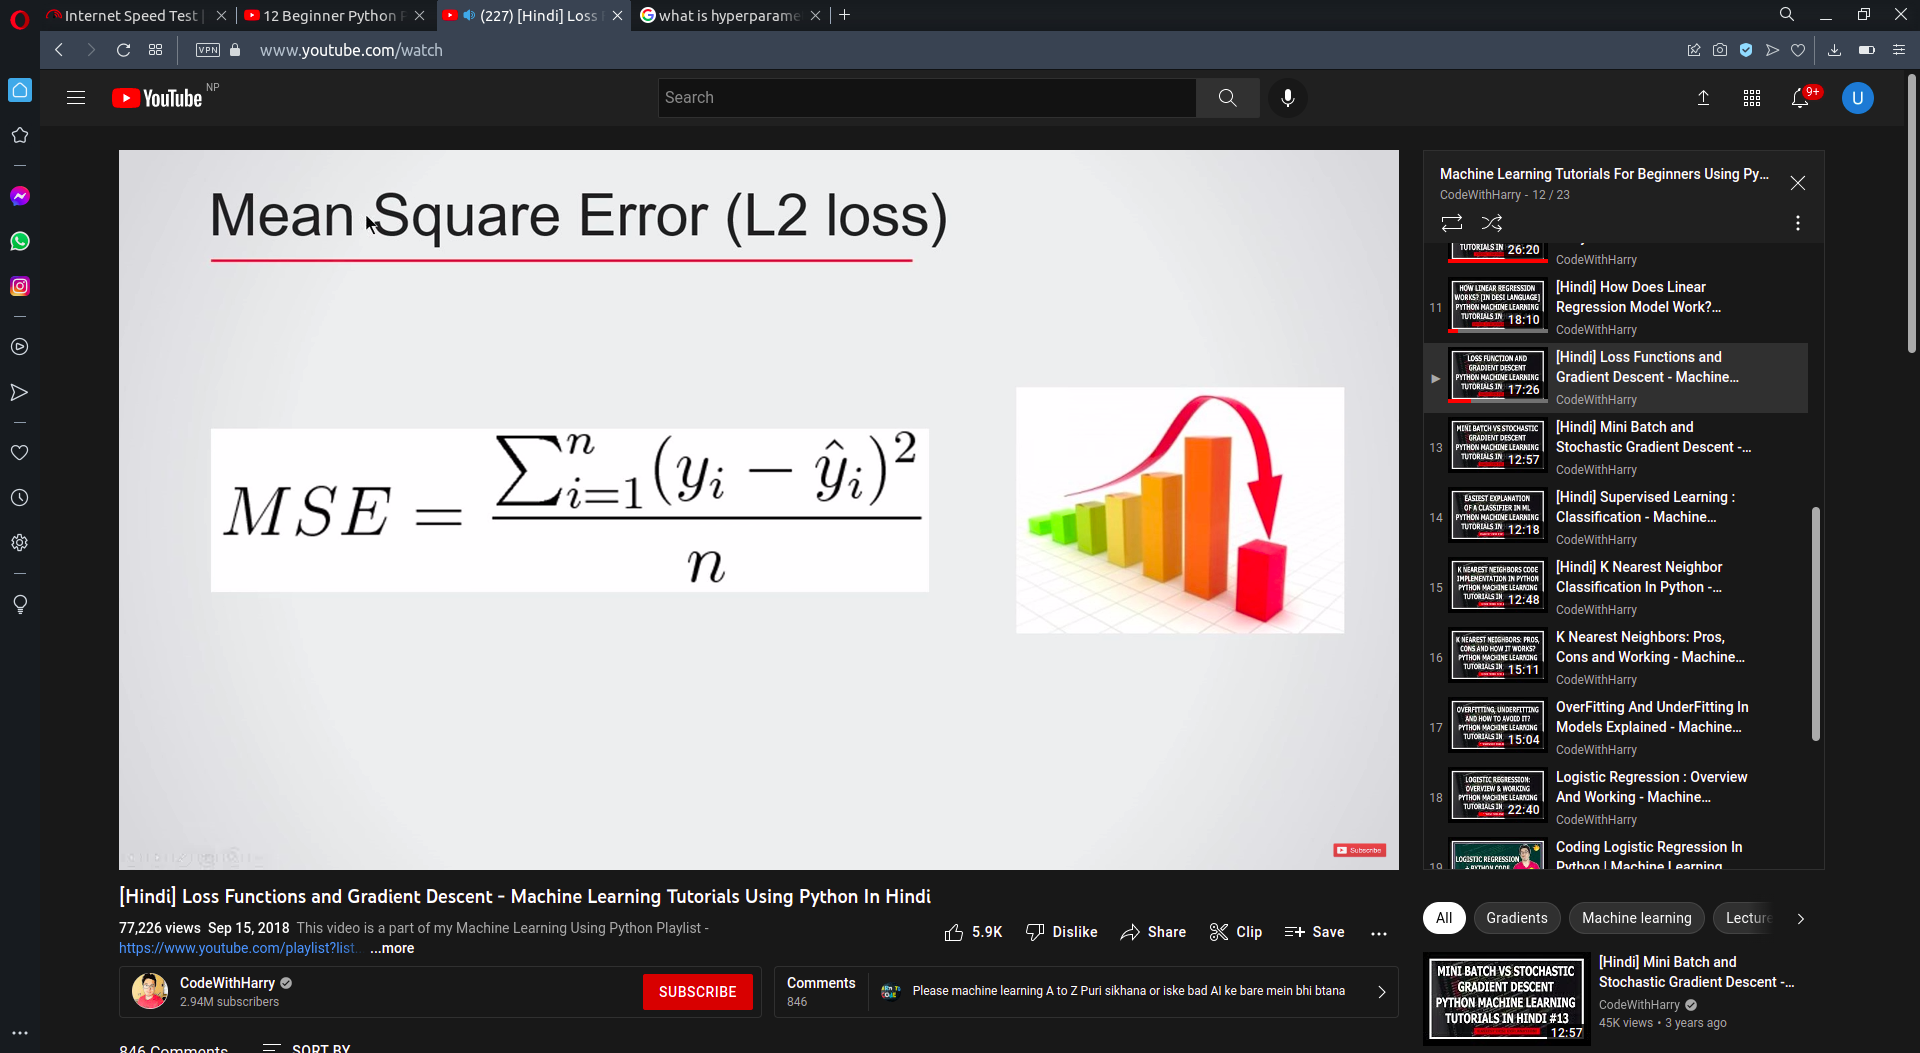 Internet Speed Test
12 Beginner Python P
(227) [Hindi] Loss
what is hyperparame
VPN
www.youtube.com/watch
YouTube
NP
Search
9+
U
Mean Square Error (L2 loss)
MSE = \frac{\sum_{i=1}^{n}(y_i - ŷ_i)^2}{n}
Subscribe
Machine Learning Tutorials For Beginners Using Py...
CodeWithHarry - 12 / 23
TUTORIALS IN
26:20
CodeWithHarry
11
HOW LINEAR REGRESSION
WORKS? [IN DESI LANGUAGE]
PYTHON MACHINE LEARNING
TUTORIALS IN
18:10
[Hindi] How Does Linear
Regression Model Work?...
CodeWithHarry
LOSS FUNCTION AND
GRADIENT DESCENT
PYTHON MACHINE LEARNING
TUTORIALS IN
17:26
[Hindi] Loss Functions and
Gradient Descent - Machine...
CodeWithHarry
13
MINI BATCH VS STOCHASTIC
GRADIENT DESCENT
PYTHON MACHINE LEARNING
TUTORIALS IN
12:57
[Hindi] Mini Batch and
Stochastic Gradient Descent -...
CodeWithHarry
14
EASIEST EXPLANATION
OF A CLASSIFIER IN ML
PYTHON MACHINE LEARNING
TUTORIALS IN
12:18
[Hindi] Supervised Learning :
Classification - Machine...
CodeWithHarry
15
K NEAREST NEIGHBORS CODE
IMPLEMENTATION IN PYTHON
PYTHON MACHINE LEARNING
TUTORIALS IN
12:48
[Hindi] K Nearest Neighbor
Classification In Python -...
CodeWithHarry
16
K NEAREST NEIGHBORS: PROS,
CONS AND HOW IT WORKS?
PYTHON MACHINE LEARNING
TUTORIALS IN
15:11
K Nearest Neighbors: Pros,
Cons and Working - Machine...
CodeWithHarry
17
OVERFITTING, UNDERFITTING
AND HOW TO AVOID IT?
PYTHON MACHINE LEARNING
TUTORIALS IN
15:04
OverFitting And UnderFitting In
Models Explained - Machine...
CodeWithHarry
18
LOGISTIC REGRESSION:
OVERVIEW & WORKING
PYTHON MACHINE LEARNING
TUTORIALS IN
22:40
Logistic Regression : Overview
And Working - Machine...
CodeWithHarry
19
LOGISTIC REGRESSION
+ PYTHON CODE
Coding Logistic Regression In
Python | Machine Learning
[Hindi] Loss Functions and Gradient Descent - Machine Learning Tutorials Using Python In Hindi
77,226 views Sep 15, 2018 This video is a part of my Machine Learning Using Python Playlist -
https://www.youtube.com/playlist?list... ...more
5.9K
Dislike
Share
Clip
Save
CodeWithHarry
2.94M subscribers
SUBSCRIBE
Comments
846
Please machine learning A to Z Puri sikhana or iske bad AI ke bare mein bhi btana
846 Comments
SORT BY
All
Gradients
Machine learning
Lecture
MINI BATCH VS STOCHASTIC
GRADIENT DESCENT
PYTHON MACHINE LEARNING
TUTORIALS IN HINDI #13
12:57
[Hindi] Mini Batch and
Stochastic Gradient Descent -...
CodeWithHarry
45K views • 3 years ago